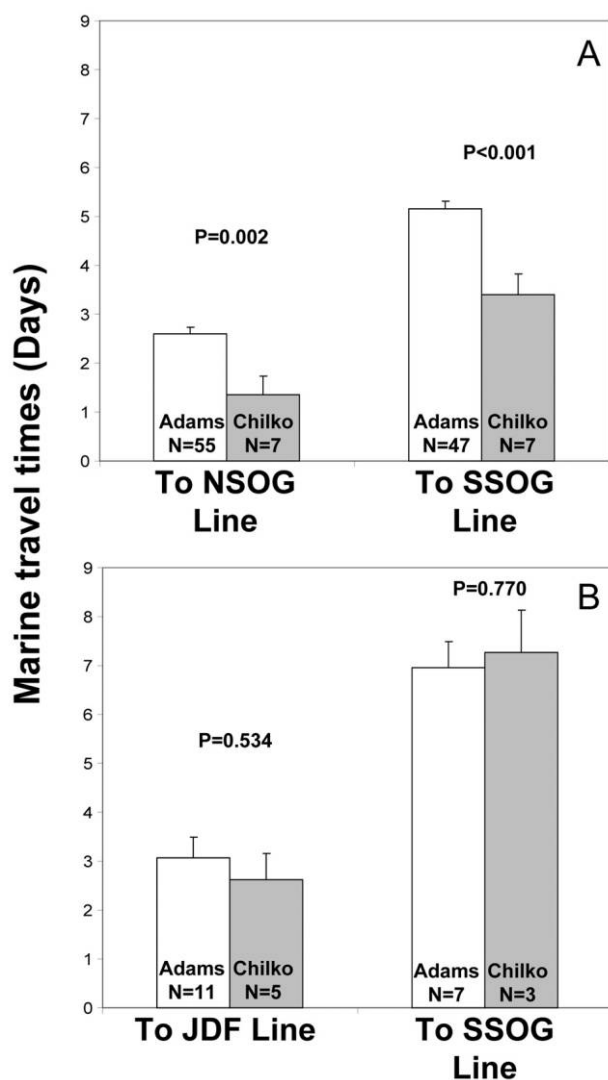 Marine travel times (Days)
A
9
8
7
6
5
4
3
2
1
0
P=0.002
P<0.001
Adams Chilko
N=55 N=7
Adams Chilko
N=47 N=7
To NSOG
Line
To SSOG
Line
B
9
8
7
6
5
4
3
2
1
0
P=0.534
P=0.770
Adams Chilko
N=11 N=5
Adams Chilko
N=7 N=3
To JDF Line
To SSOG
Line